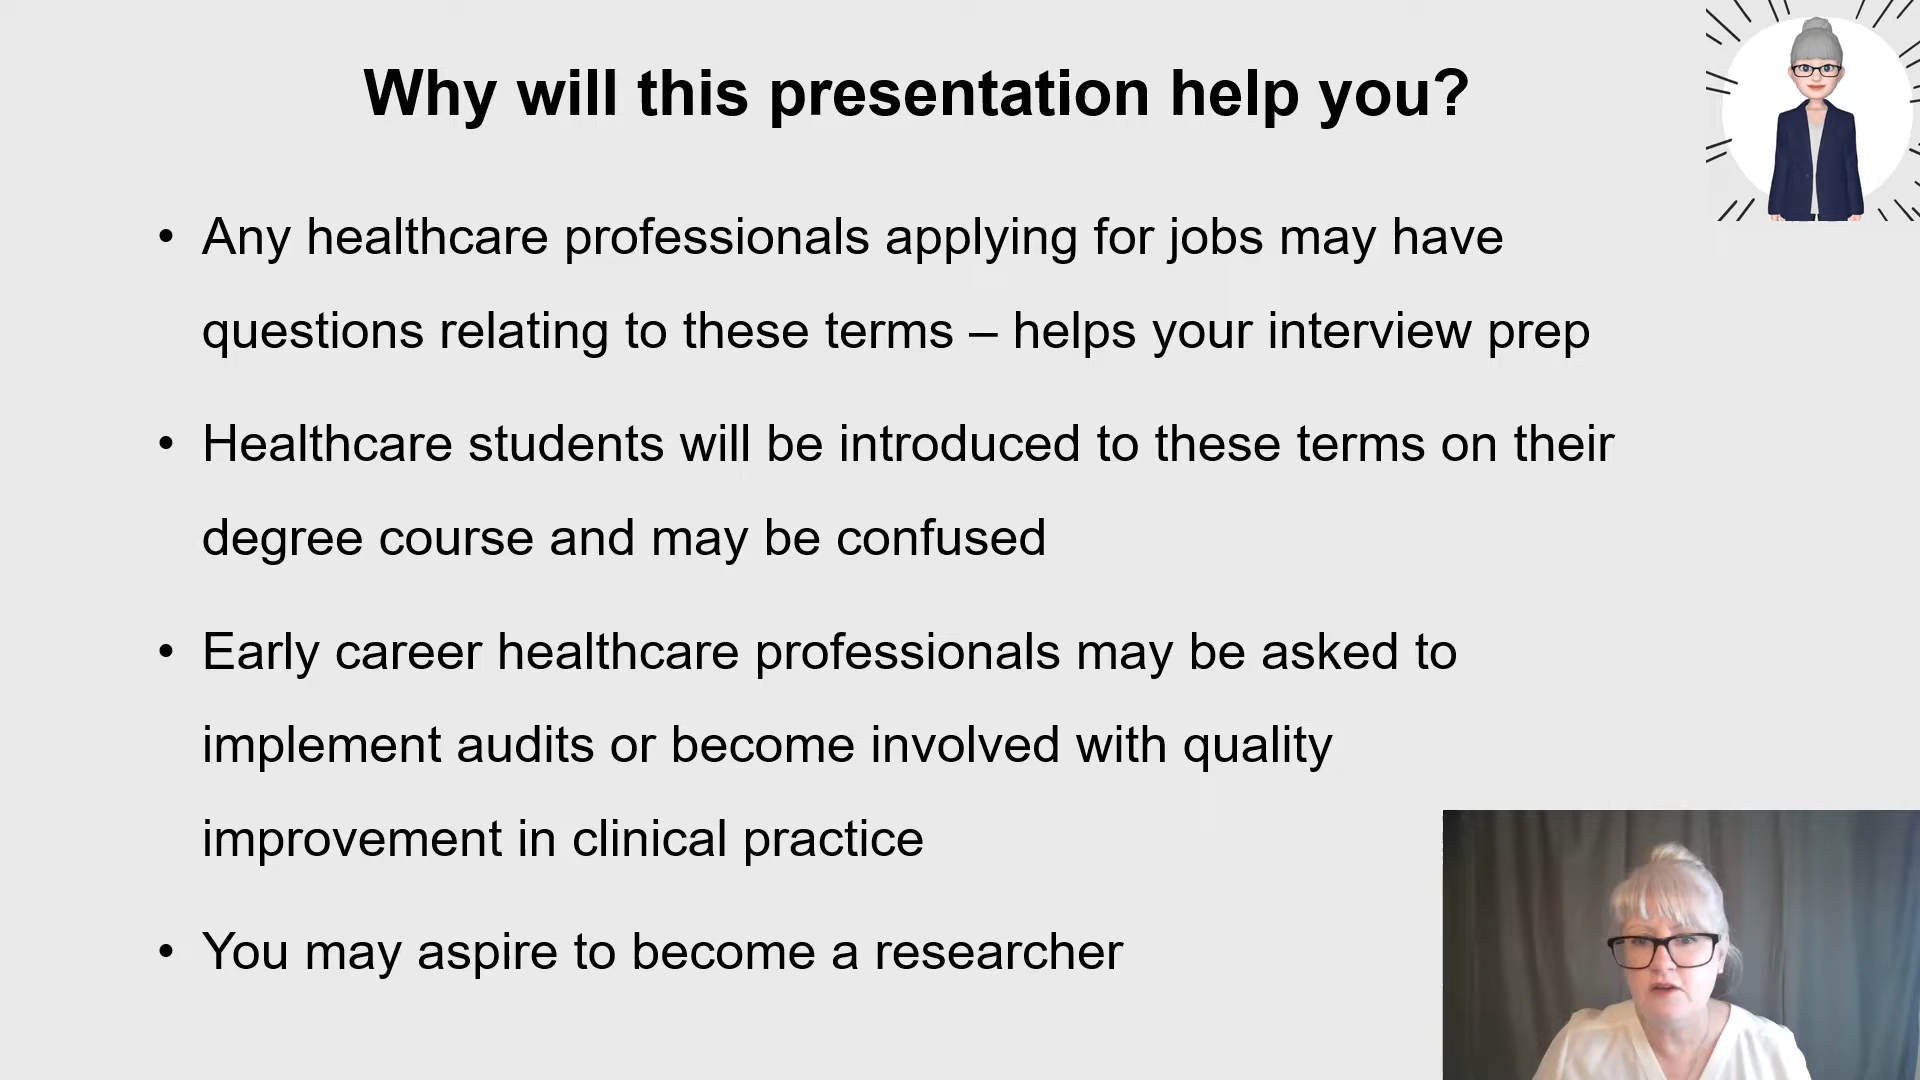 Why will this presentation help you?
• Any healthcare professionals applying for jobs may have
questions relating to these terms – helps your interview prep
• Healthcare students will be introduced to these terms on their
degree course and may be confused
• Early career healthcare professionals may be asked to
implement audits or become involved with quality
improvement in clinical practice
• You may aspire to become a researcher